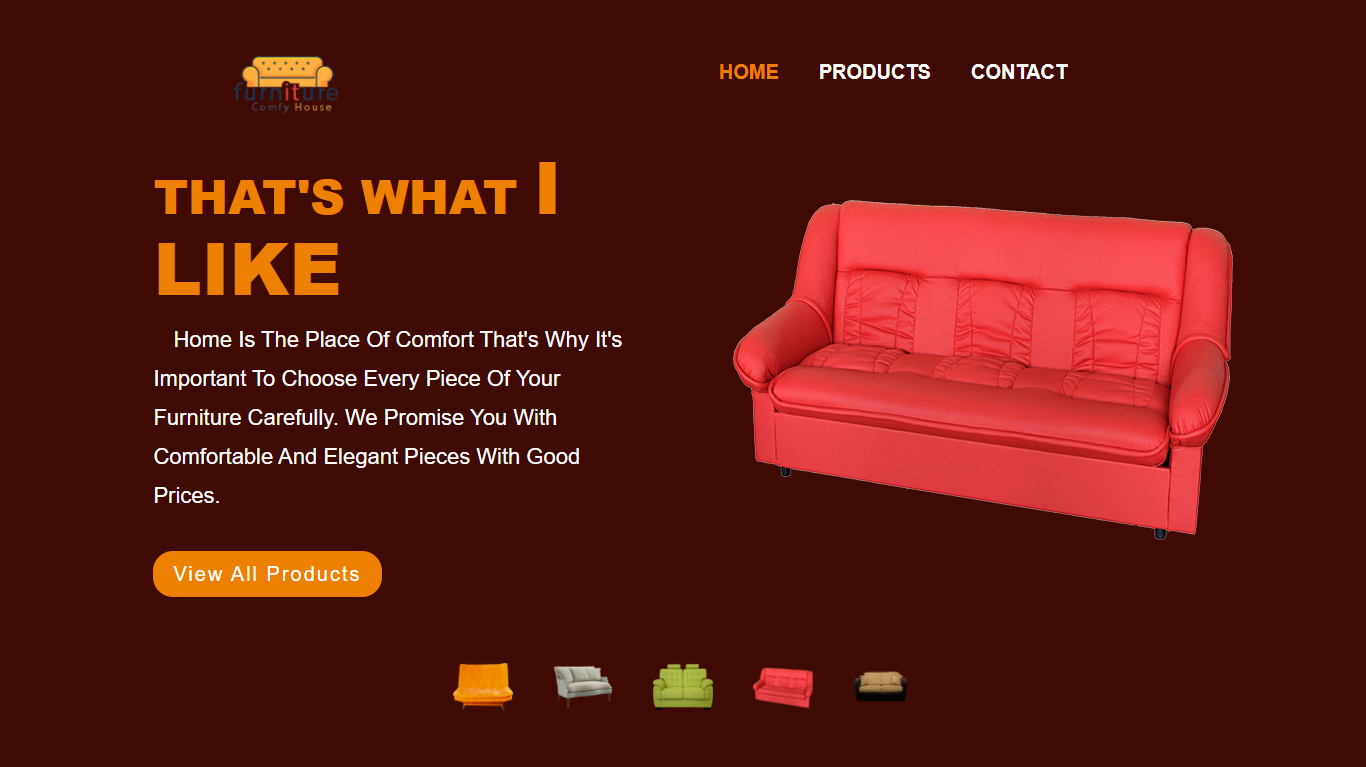 furniture
Comfy House
HOME PRODUCTS CONTACT
THAT'S WHAT I
LIKE
Home Is The Place Of Comfort That's Why It's
Important To Choose Every Piece Of Your
Furniture Carefully. We Promise You With
Comfortable And Elegant Pieces With Good
Prices.
View All Products